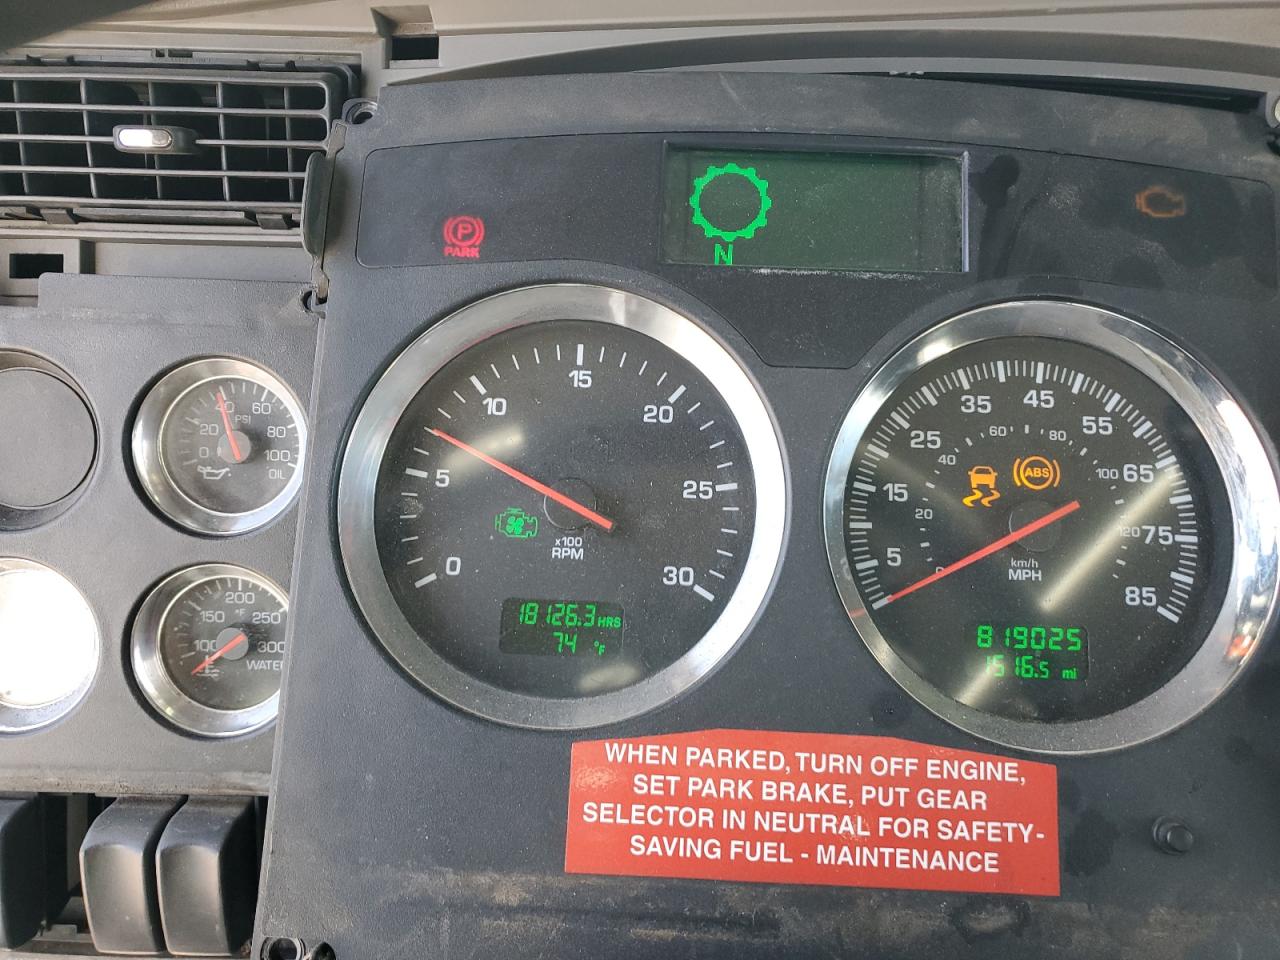 P
PARK
N
40
60
PSI
20
80
0
100
OIL
10
15
20
5
25
0
30
x100
RPM
18126.3 HRS
74 °F
35
45
55
25
65
15
75
5
85
20
40
60
80
100
120
0
ABS
km/h
MPH
819025
1516.5 mi
200
150
°F
250
100
300
WATER
WHEN PARKED, TURN OFF ENGINE,
SET PARK BRAKE, PUT GEAR
SELECTOR IN NEUTRAL FOR SAFETY-
SAVING FUEL - MAINTENANCE